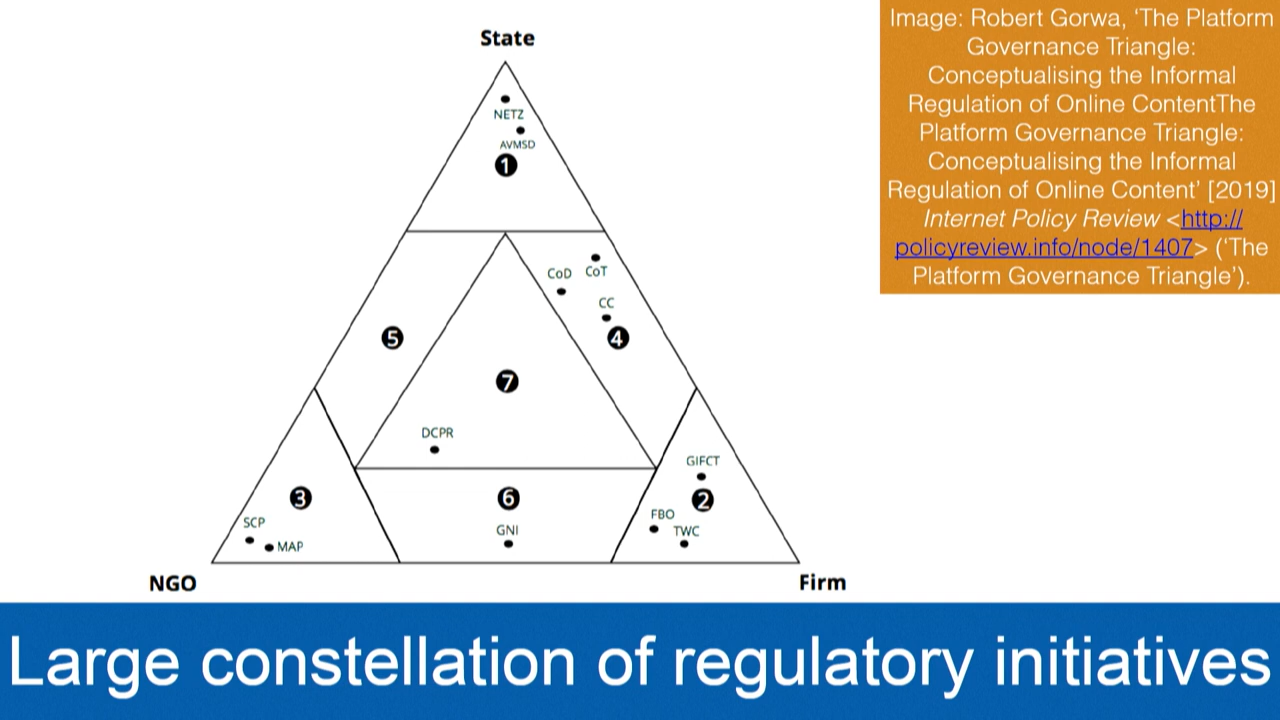 State
NETZ
AVMSD
1
CoD CoT
CC
5
4
7
DCPR
GIFCT
3
6
2
SCP
MAP
GNI
FBO
TWC
NGO
Firm
Image: Robert Gorwa, ‘The Platform
Governance Triangle:
Conceptualising the Informal
Regulation of Online ContentThe
Platform Governance Triangle:
Conceptualising the Informal
Regulation of Online Content’ [2019]
Internet Policy Review <http://
policyreview.info/node/1407> (‘The
Platform Governance Triangle’).
Large constellation of regulatory initiatives